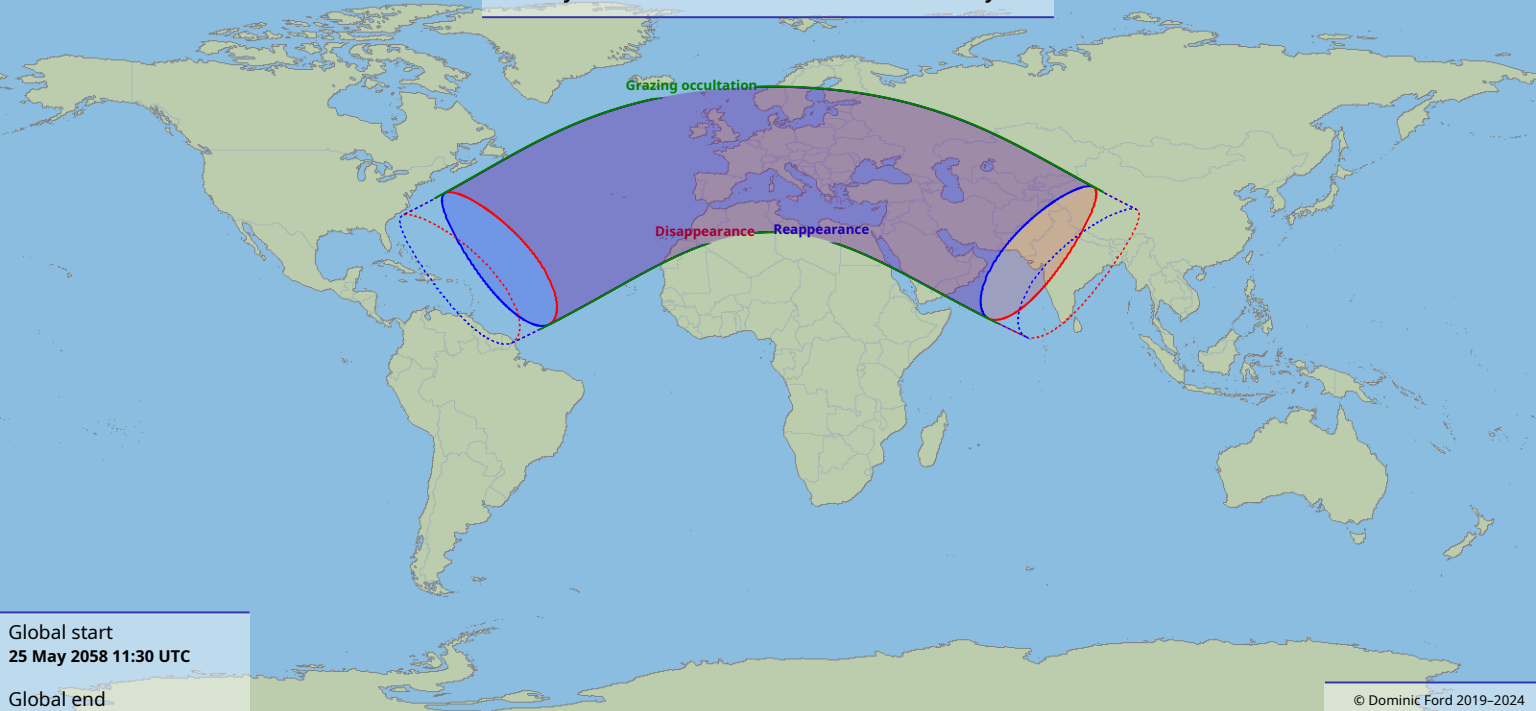 Grazing occultation
Disappearance
Reappearance
Global start
25 May 2058 11:30 UTC
Global end
© Dominic Ford 2019–2024